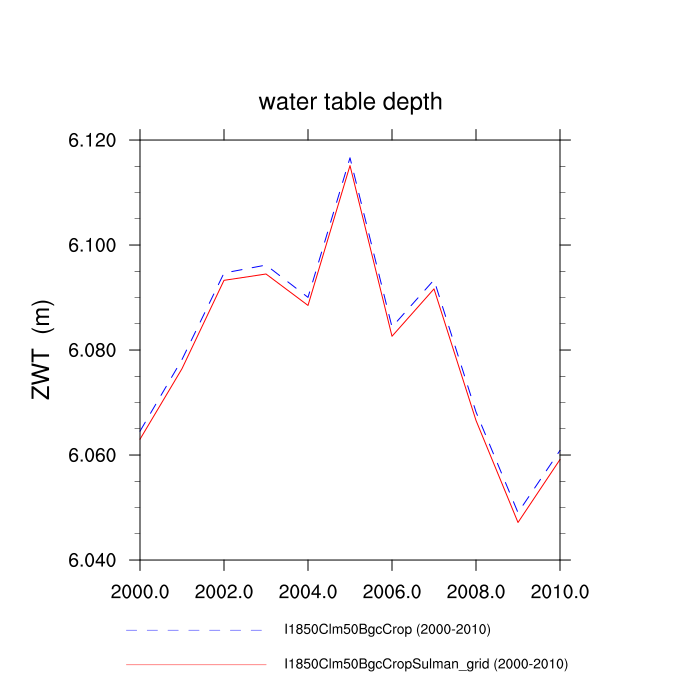 water table depth
ZWT (m)
6.120
6.100
6.080
6.060
6.040
2000.0 2002.0 2004.0 2006.0 2008.0 2010.0
I1850Clm50BgcCrop (2000-2010)
I1850Clm50BgcCropSulman_grid (2000-2010)